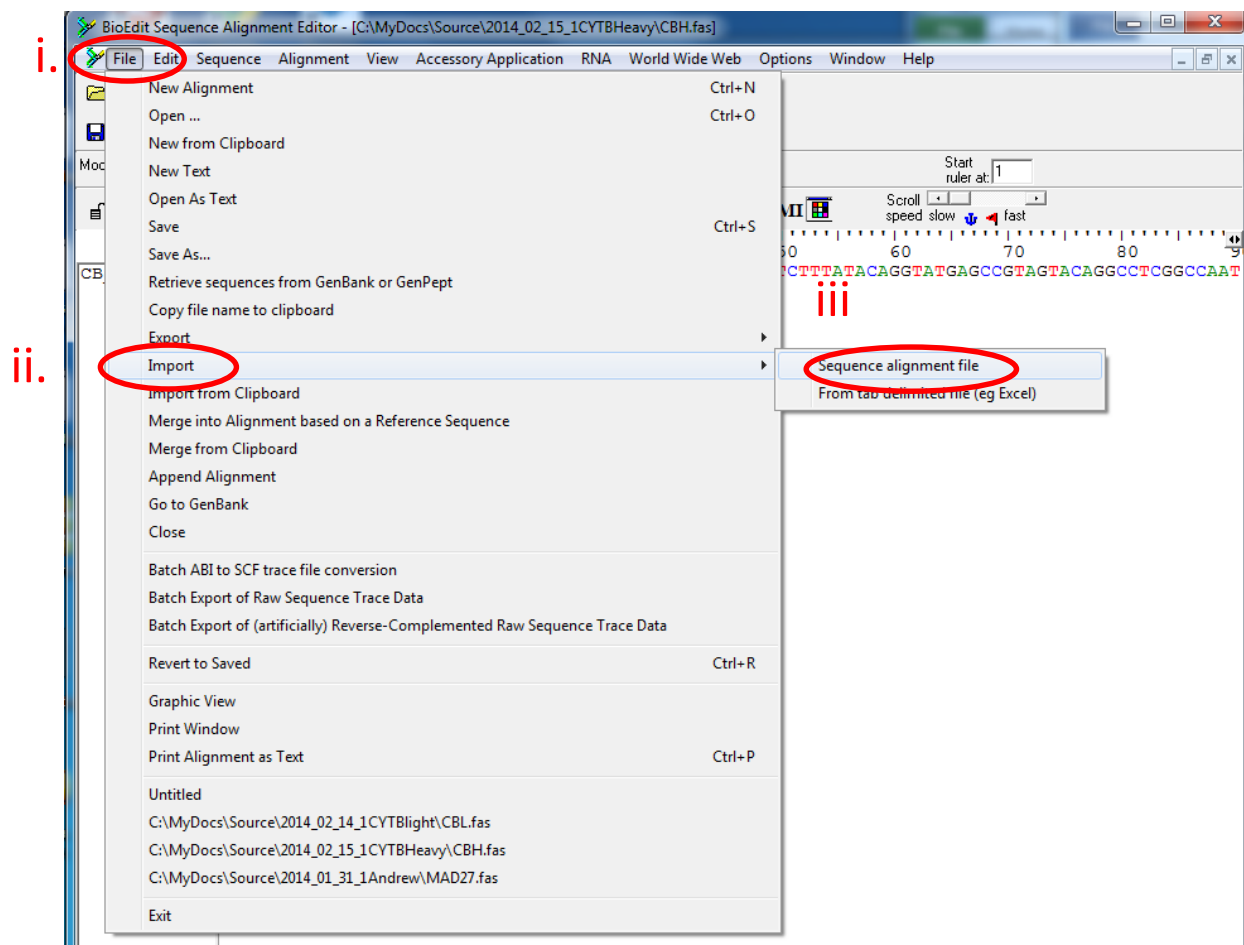 BioEdit Sequence Alignment Editor - [C:\MyDocs\Source\2014_02_15_1CYTBHeavy\CBH.fas]
i.
File Edit Sequence Alignment View Accessory Application RNA World Wide Web Options Window Help
New Alignment Ctrl+N
Open ... Ctrl+O
New from Clipboard
New Text
Open As Text
Save Ctrl+S
Save As...
Retrieve sequences from GenBank or GenPept
Copy file name to clipboard
Export
ii.
Import
Import from Clipboard
Merge into Alignment based on a Reference Sequence
Merge from Clipboard
Append Alignment
Go to GenBank
Close
Batch ABI to SCF trace file conversion
Batch Export of Raw Sequence Trace Data
Batch Export of (artificially) Reverse-Complemented Raw Sequence Trace Data
Revert to Saved Ctrl+R
Graphic View
Print Window
Print Alignment as Text Ctrl+P
Untitled
C:\MyDocs\Source\2014_02_14_1CYTBlight\CBL.fas
C:\MyDocs\Source\2014_02_15_1CYTBHeavy\CBH.fas
C:\MyDocs\Source\2014_01_31_1Andrew\MAD27.fas
Exit
Start
ruler at: 1
Scroll
speed slow fast
60 70 80
CTTTATACAGGTATGAGCCGTAGTACAGGCCTCGGCCAAT
iii
Sequence alignment file
From tab delimited file (eg Excel)